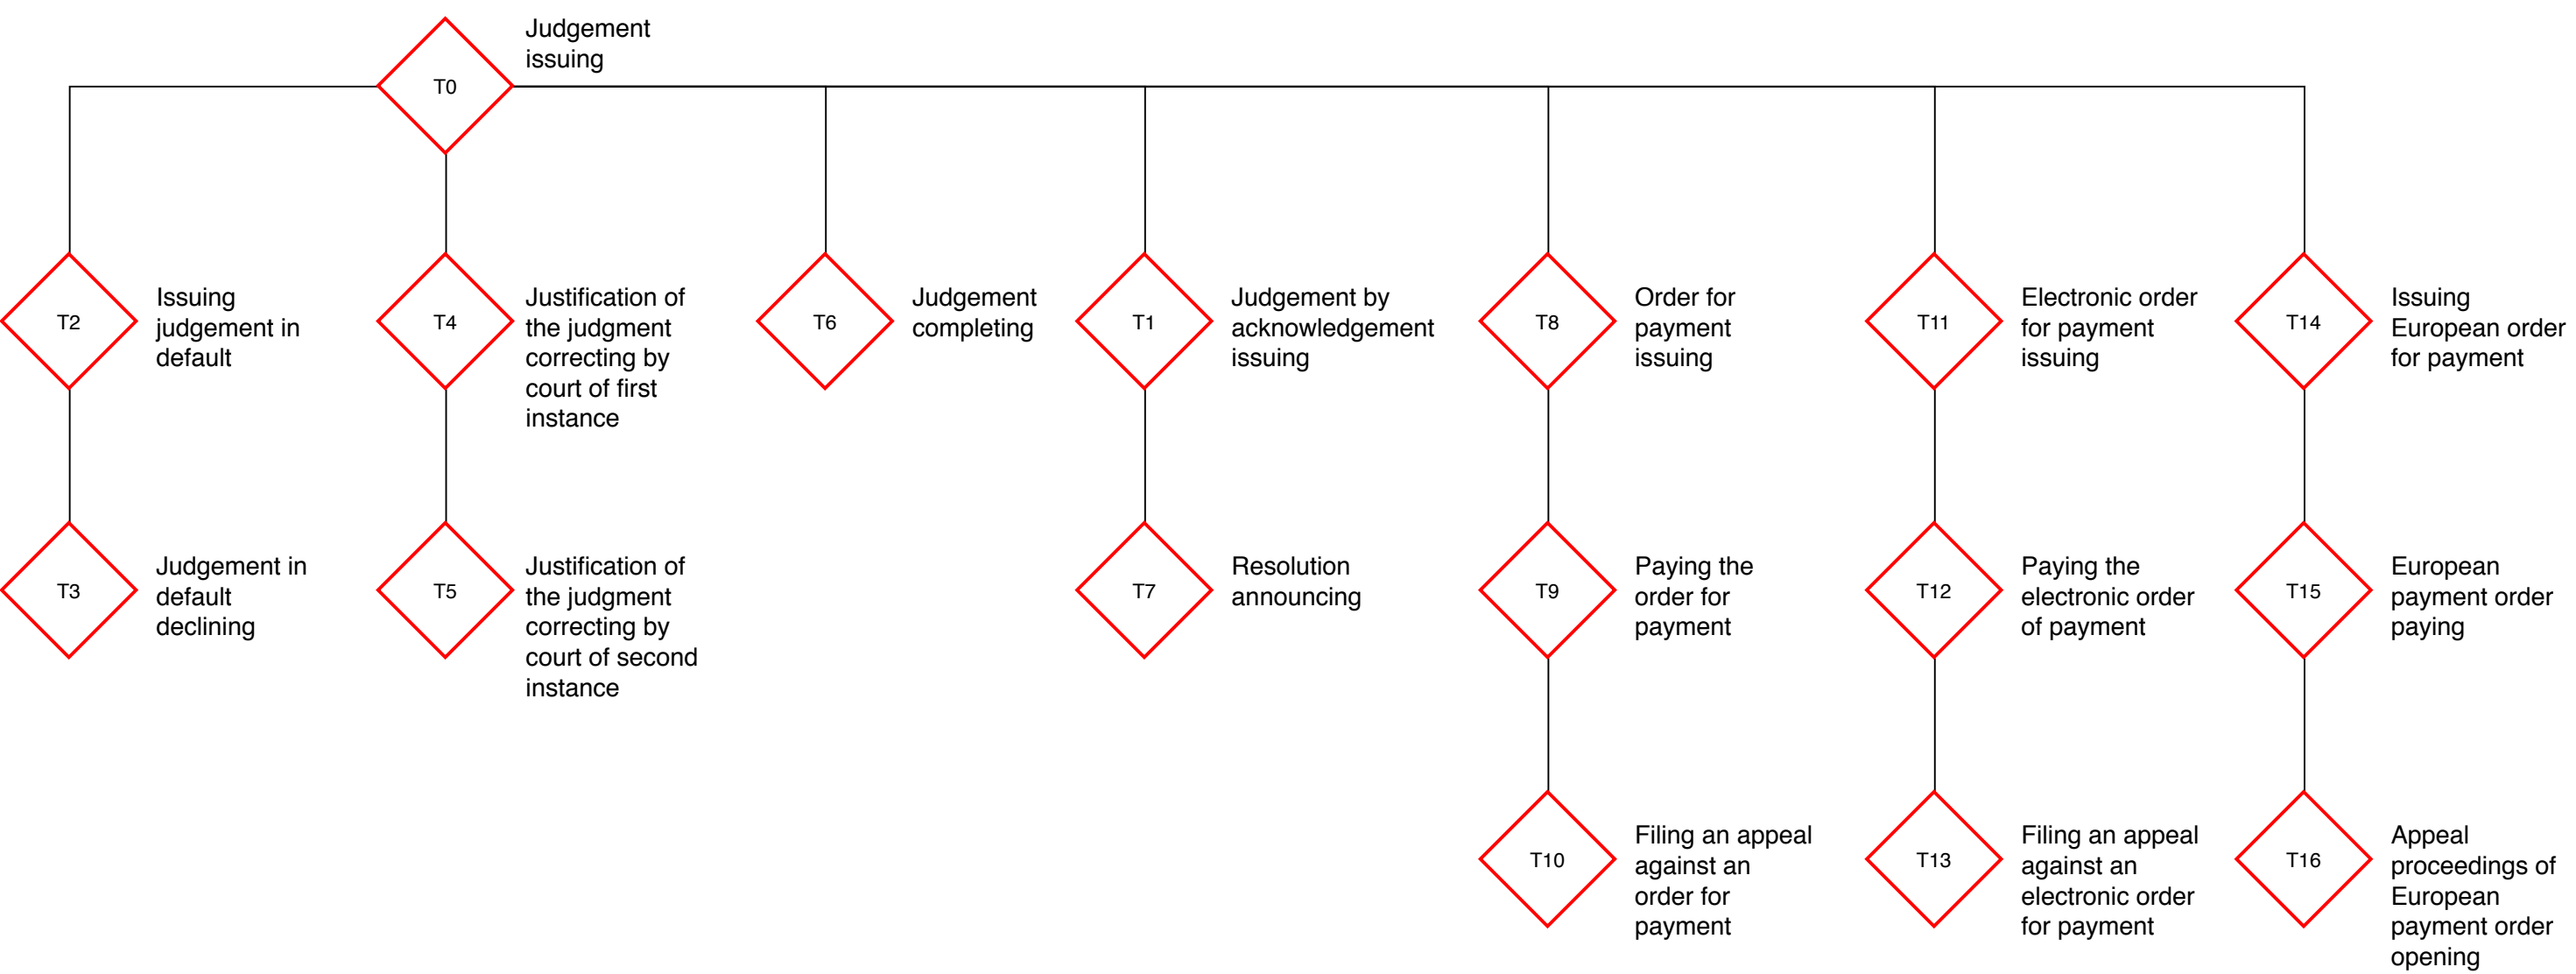 Judgement
issuing
T0
T2
Issuing
judgement in
default
T4
Justification of
the judgment
correcting by
court of first
instance
T6
Judgement
completing
T1
Judgement by
acknowledgement
issuing
T8
Order for
payment
issuing
T11
Electronic order
for payment
issuing
T14
Issuing
European order
for payment
T3
Judgement in
default
declining
T5
Justification of
the judgment
correcting by
court of second
instance
T7
Resolution
announcing
T9
Paying the
order for
payment
T12
Paying the
electronic order
of payment
T15
European
payment order
paying
T10
Filing an appeal
against an
order for
payment
T13
Filing an appeal
against an
electronic order
for payment
T16
Appeal
proceedings of
European
payment order
opening